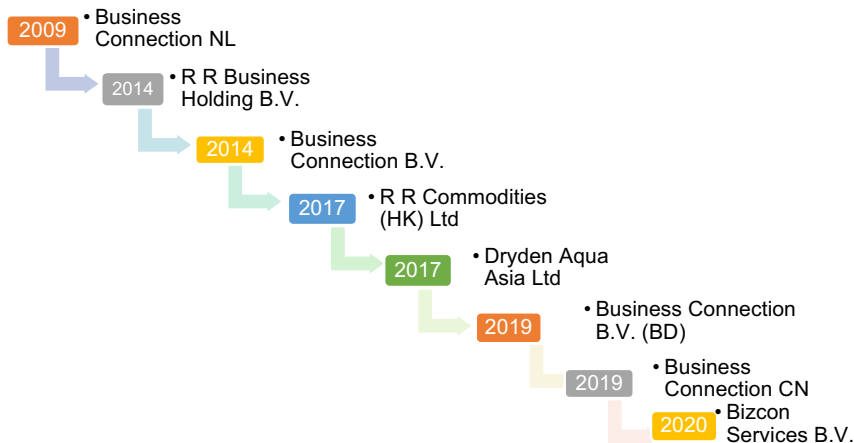 2009
• Business
Connection NL
2014
• R R Business
Holding B.V.
2014
• Business
Connection B.V.
2017
• R R Commodities
(HK) Ltd
2017
• Dryden Aqua
Asia Ltd
2019
• Business Connection
B.V. (BD)
2019
• Business
Connection CN
2020
• Bizcon
Services B.V.